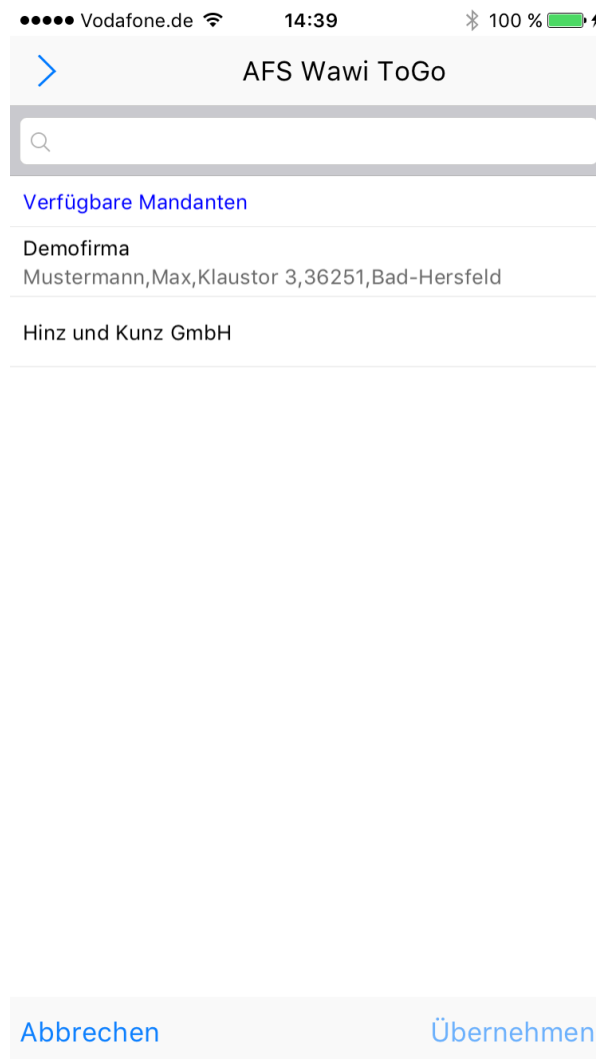 Vodafone.de 14:39 100 %
AFS Wawi ToGo
Verfügbare Mandanten
Demofirma
Mustermann,Max,Klaustor 3,36251,Bad-Hersfeld
Hinz und Kunz GmbH
Abbrechen Übernehmen